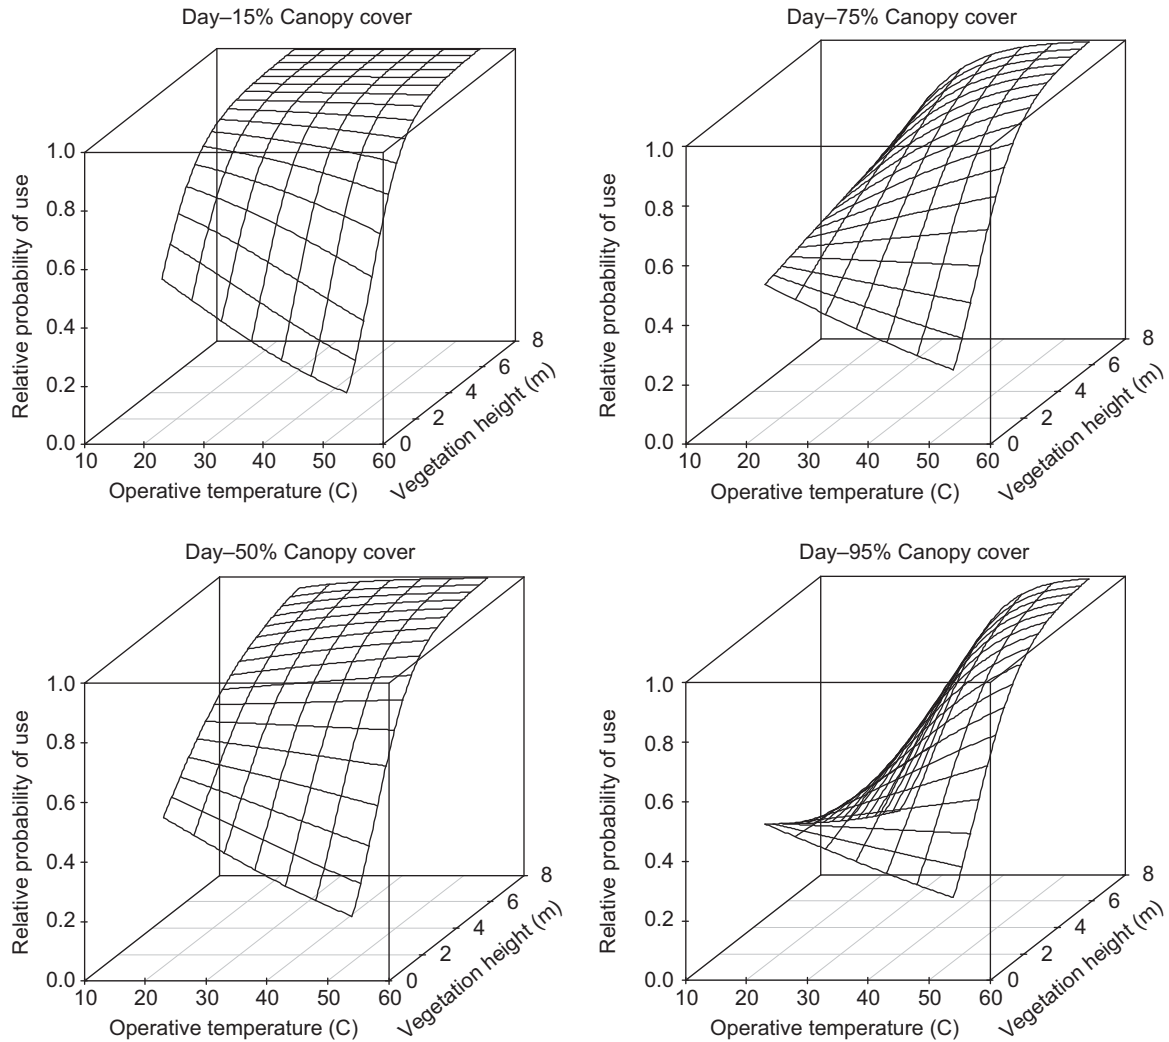 Day–15% Canopy cover
1.0
0.8
0.6
0.4
0.2
0.0
Relative probability of use
10 20 30 40 50 60
Operative temperature (C)
0
2
4
6
8
Vegetation height (m)
Day–75% Canopy cover
1.0
0.8
0.6
0.4
0.2
0.0
Relative probability of use
10 20 30 40 50 60
Operative temperature (C)
0
2
4
6
8
Vegetation height (m)
Day–50% Canopy cover
1.0
0.8
0.6
0.4
0.2
0.0
Relative probability of use
10 20 30 40 50 60
Operative temperature (C)
0
2
4
6
8
Vegetation height (m)
Day–95% Canopy cover
1.0
0.8
0.6
0.4
0.2
0.0
Relative probability of use
10 20 30 40 50 60
Operative temperature (C)
0
2
4
6
8
Vegetation height (m)